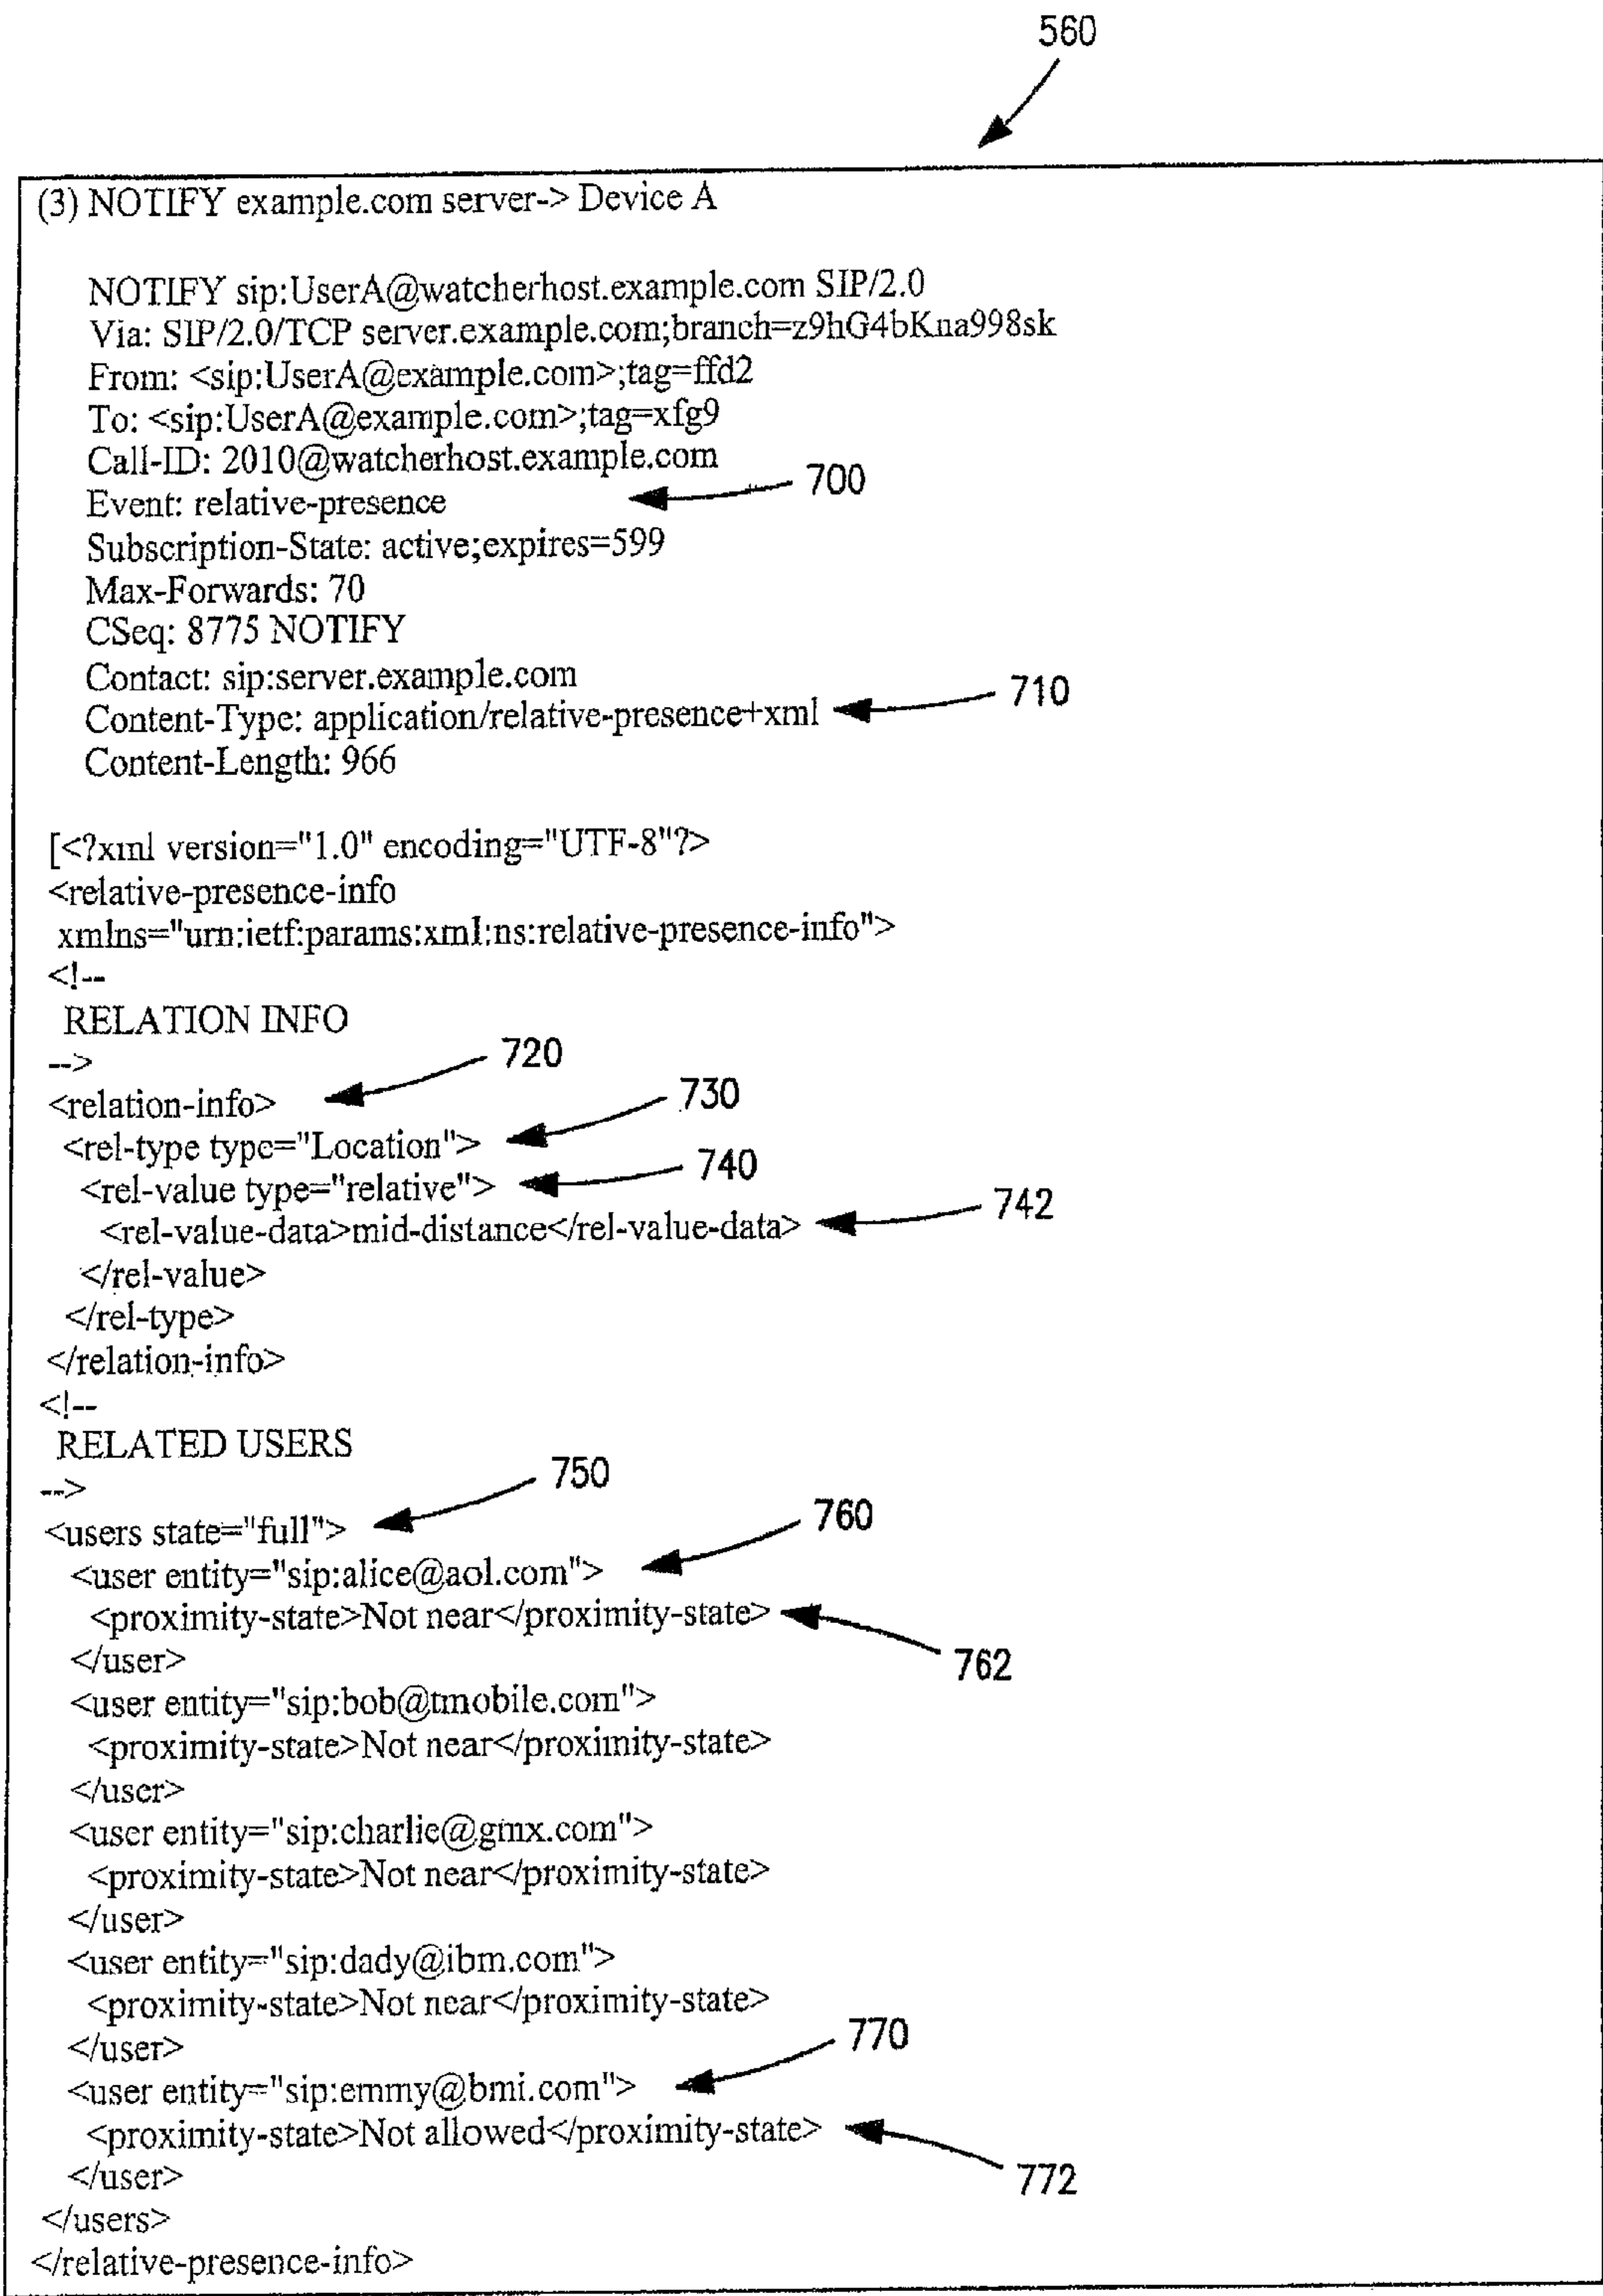 560
(3) NOTIFY example.com server-> Device A
NOTIFY sip:UserA@watcherhost.example.com SIP/2.0
Via: SIP/2.0/TCP server.example.com;branch=z9hG4bKna998sk
From: <sip:UserA@example.com>;tag=ffd2
To: <sip:UserA@example.com>;tag=xfg9
Call-ID: 2010@watcherhost.example.com
Event: relative-presence 700
Subscription-State: active;expires=599
Max-Forwards: 70
CSeq: 8775 NOTIFY
Contact: sip:server.example.com
Content-Type: application/relative-presence+xml 710
Content-Length: 966
[<?xml version="1.0" encoding="UTF-8"?>
<relative-presence-info
xmlns="urn:ietf:params:xml:ns:relative-presence-info">
<!--
RELATION INFO
--> 720
<relation-info> 730
<rel-type type="Location"> 740
<rel-value type="relative"> 742
<rel-value-data>mid-distance</rel-value-data>
</rel-value>
</rel-type>
</relation-info>
<!--
RELATED USERS
--> 750
<users state="full"> 760
<user entity="sip:alice@aol.com">
<proximity-state>Not near</proximity-state>
</user> 762
<user entity="sip:bob@tmobile.com">
<proximity-state>Not near</proximity-state>
</user>
<user entity="sip:charlie@gmx.com">
<proximity-state>Not near</proximity-state>
</user>
<user entity="sip:dady@ibm.com">
<proximity-state>Not near</proximity-state>
</user> 770
<user entity="sip:emmy@bmi.com">
<proximity-state>Not allowed</proximity-state>
</user> 772
</users>
</relative-presence-info>